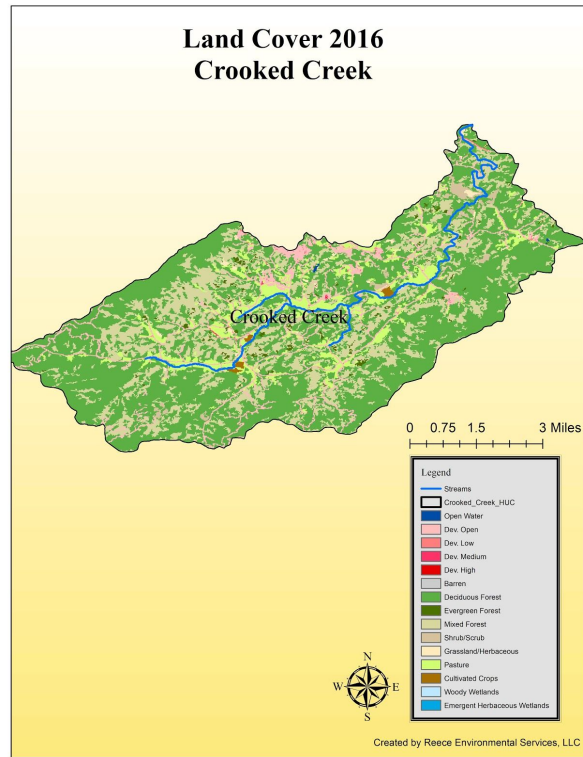 Land Cover 2016
Crooked Creek
Crooked Creek
0 0.75 1.5 3 Miles
Legend
Streams
Crooked_Creek_HUC
Open Water
Dev. Open
Dev. Low
Dev. Medium
Dev. High
Barren
Deciduous Forest
Evergreen Forest
Mixed Forest
Shrub/Scrub
Grassland/Herbaceous
Pasture
Cultivated Crops
Woody Wetlands
Emergent Herbaceous Wetlands
N
W E
S
Created by Reece Environmental Services, LLC